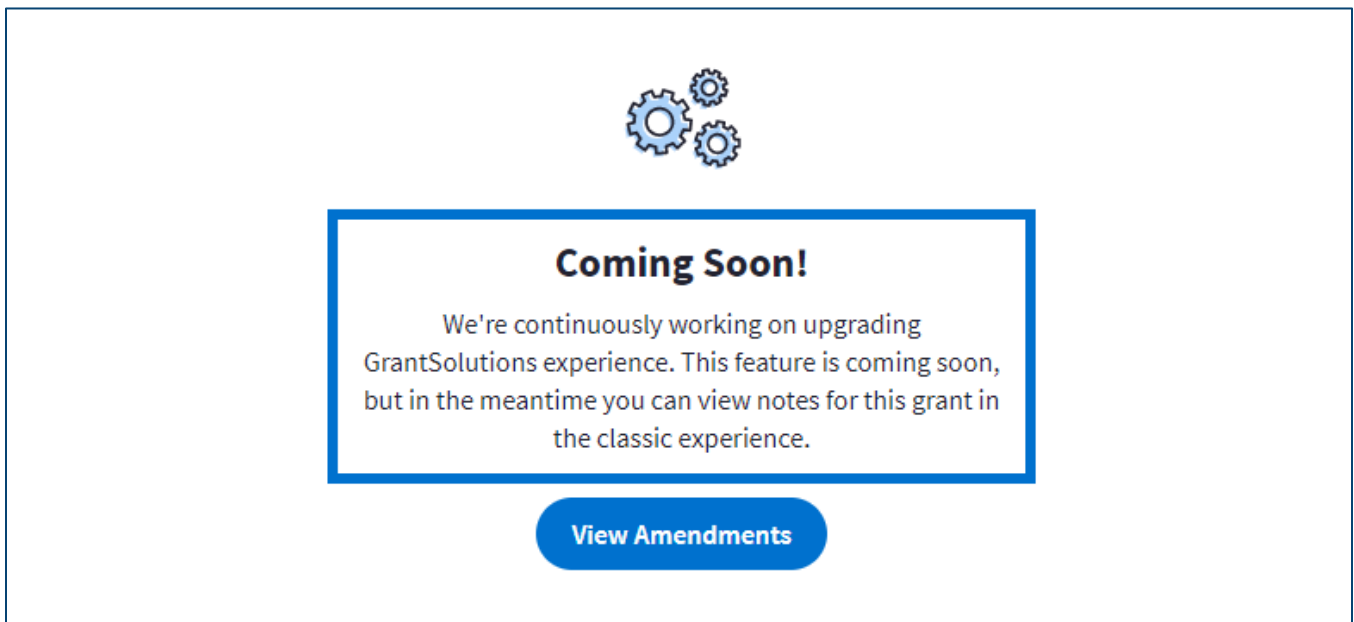 Coming Soon!
We're continuously working on upgrading
GrantSolutions experience. This feature is coming soon,
but in the meantime you can view notes for this grant in
the classic experience.
View Amendments